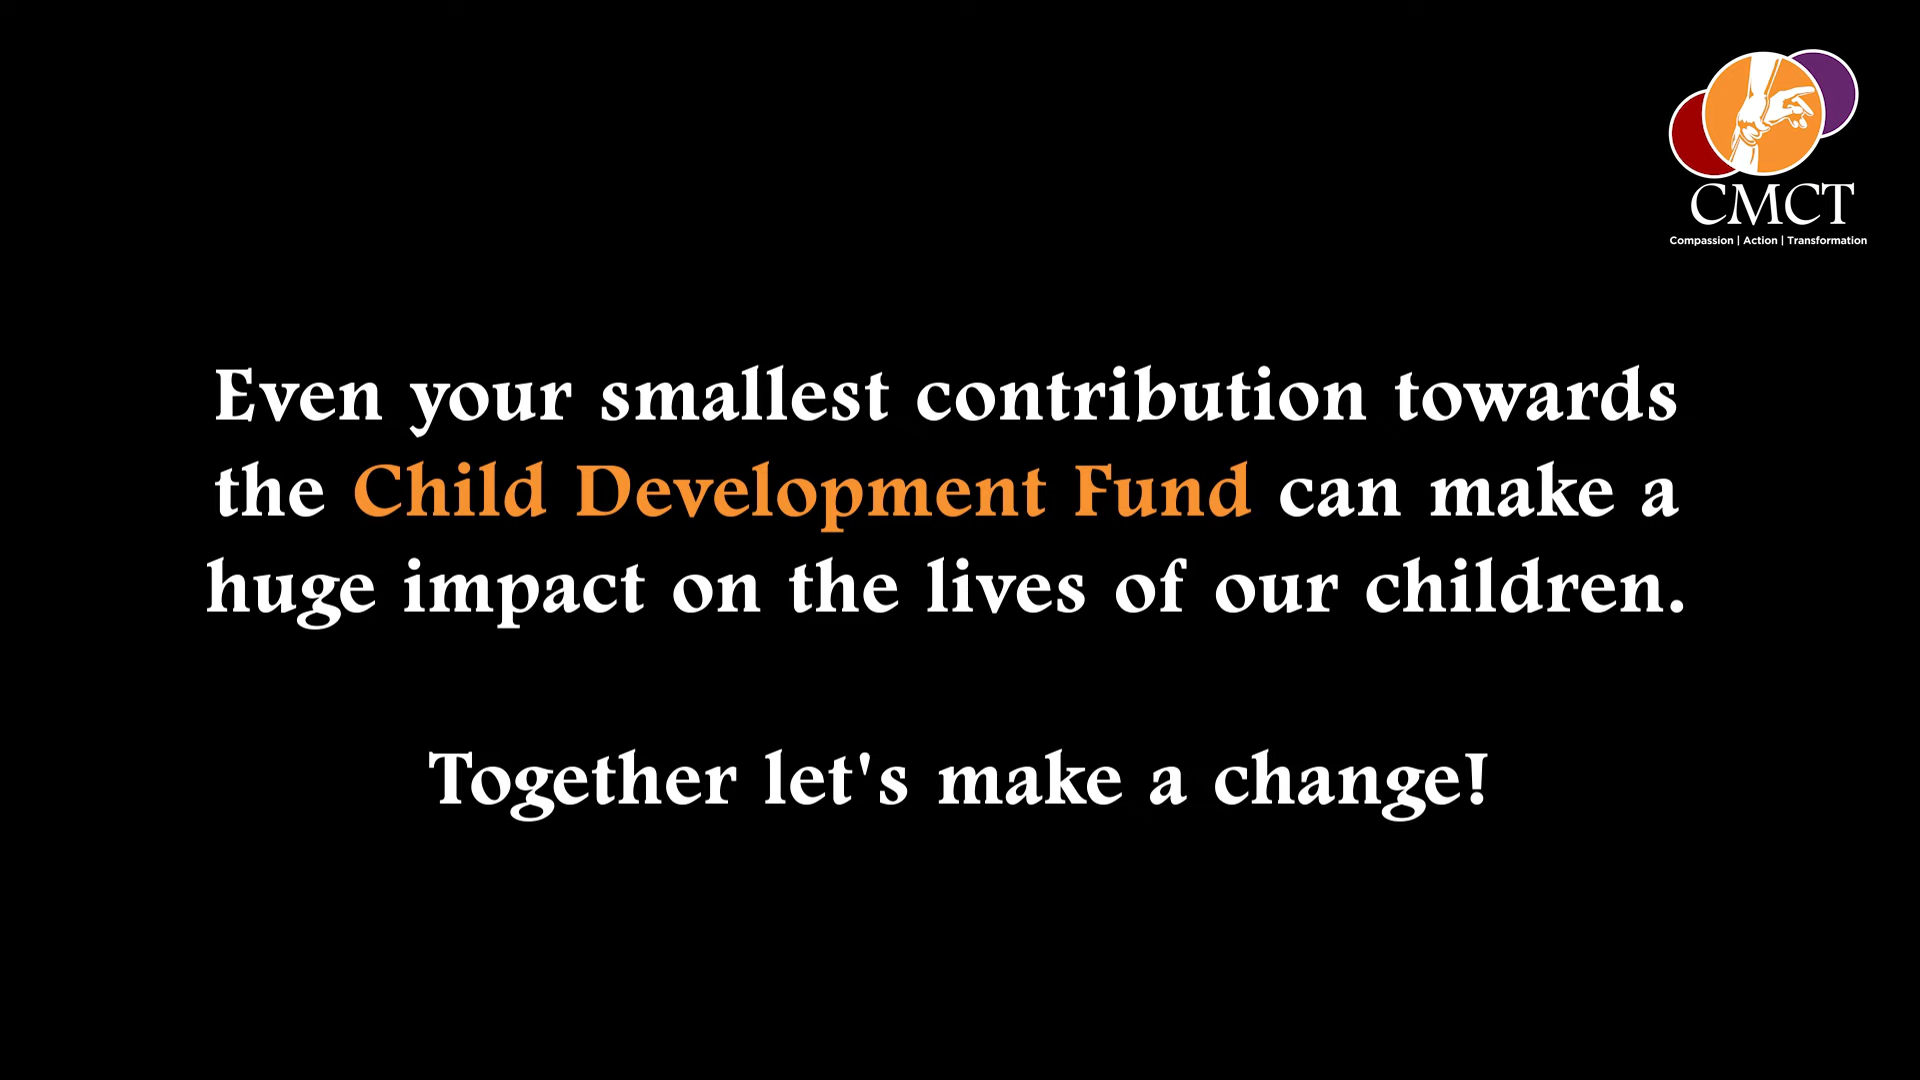 CMCT
Compassion | Action | Transformation
Even your smallest contribution towards
the Child Development Fund can make a
huge impact on the lives of our children.
Together let's make a change!